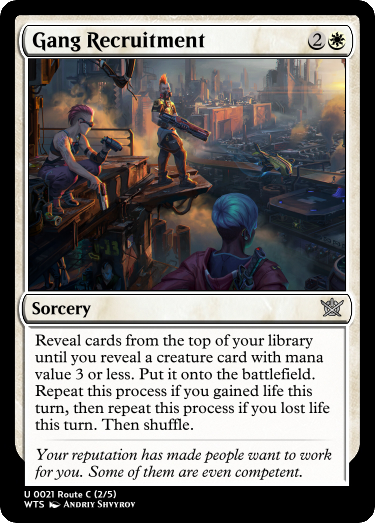 Gang Recruitment 2
Sorcery
Reveal cards from the top of your library
until you reveal a creature card with mana
value 3 or less. Put it onto the battlefield.
Repeat this process if you gained life this
turn, then repeat this process if you lost life
this turn. Then shuffle.
Your reputation has made people want to work
for you. Some of them are even competent.
U 0021 Route C (2/5)
WTS Andriy Shvyrov